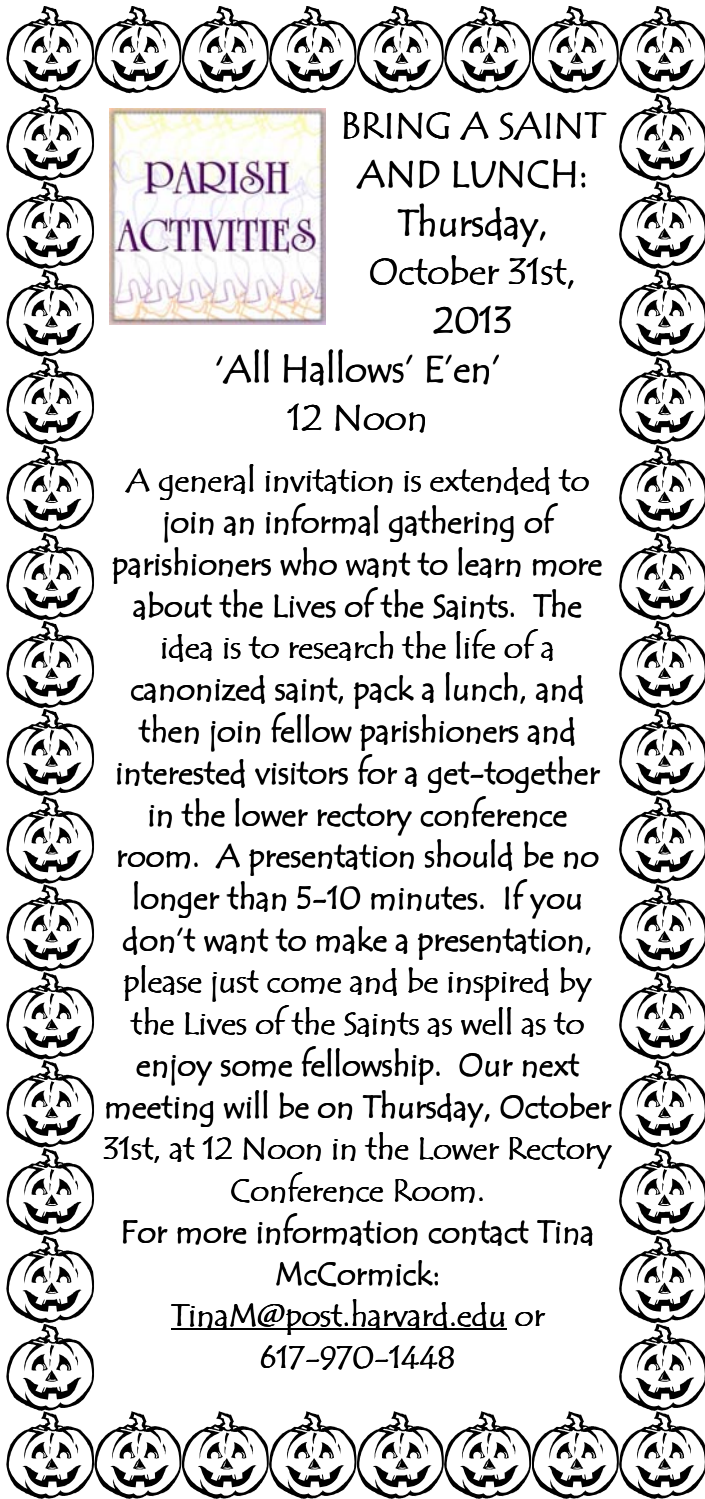 PARISH
ACTIVITIES
BRING A SAINT
AND LUNCH:
Thursday,
October 31st,
2013
‘All Hallows’ E’en’
12 Noon
A general invitation is extended to
join an informal gathering of
parishioners who want to learn more
about the Lives of the Saints.  The
idea is to research the life of a
canonized saint, pack a lunch, and
then join fellow parishioners and
interested visitors for a get-together
in the lower rectory conference
room.  A presentation should be no
longer than 5-10 minutes.  If you
don’t want to make a presentation,
please just come and be inspired by
the Lives of the Saints as well as to
enjoy some fellowship.  Our next
meeting will be on Thursday, October
31st, at 12 Noon in the Lower Rectory
Conference Room.
For more information contact Tina
McCormick:
TinaM@post.harvard.edu or
617-970-1448